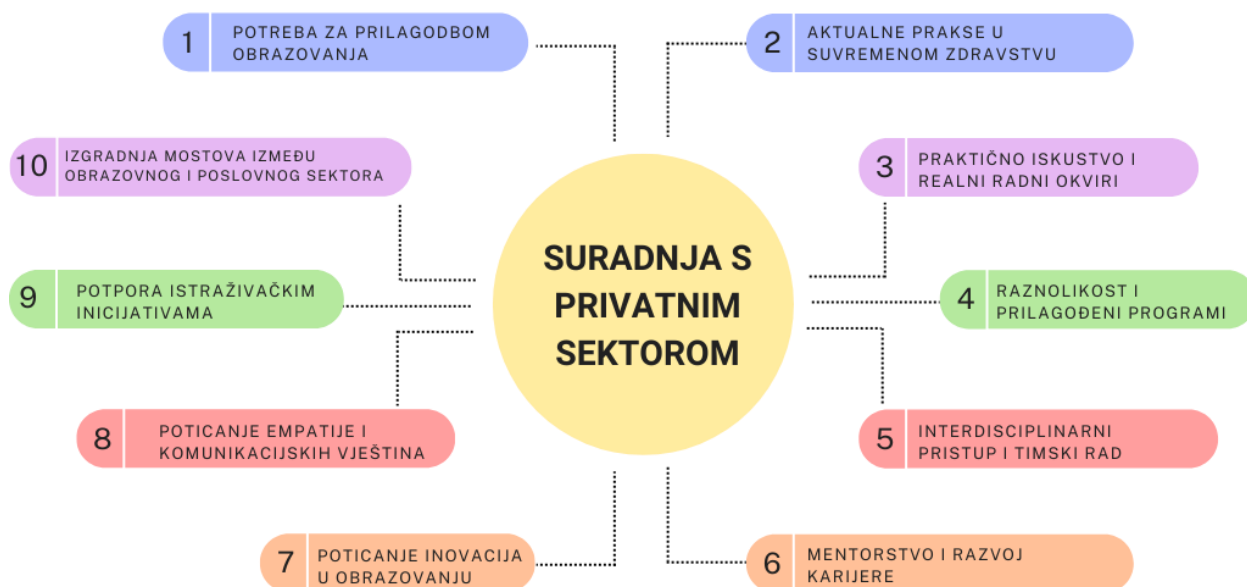 1
POTREBA ZA PRILAGODBOM
OBRAZOVANJA
2
AKTUALNE PRAKSE U
SUVREMENOM ZDRAVSTVU
10
IZGRADNJA MOSTOVA IZMEĐU
OBRAZOVNOG I POSLOVNOG SEKTORA
3
PRAKTIČNO ISKUSTVO I
REALNI RADNI OKVIRI
SURADNJA S
PRIVATNIM
SEKTOROM
9
POTPORA ISTRAŽIVAČKIM
INICIJATIVAMA
4
RAZNOLIKOST I
PRILAGOĐENI PROGRAMI
8
POTICANJE EMPATIJE I
KOMUNIKACIJSKIH VJEŠTINA
5
INTERDISCIPLINARNI
PRISTUP I TIMSKI RAD
7
POTICANJE INOVACIJA
U OBRAZOVANJU
6
MENTORSTVO I RAZVOJ
KARIJERE